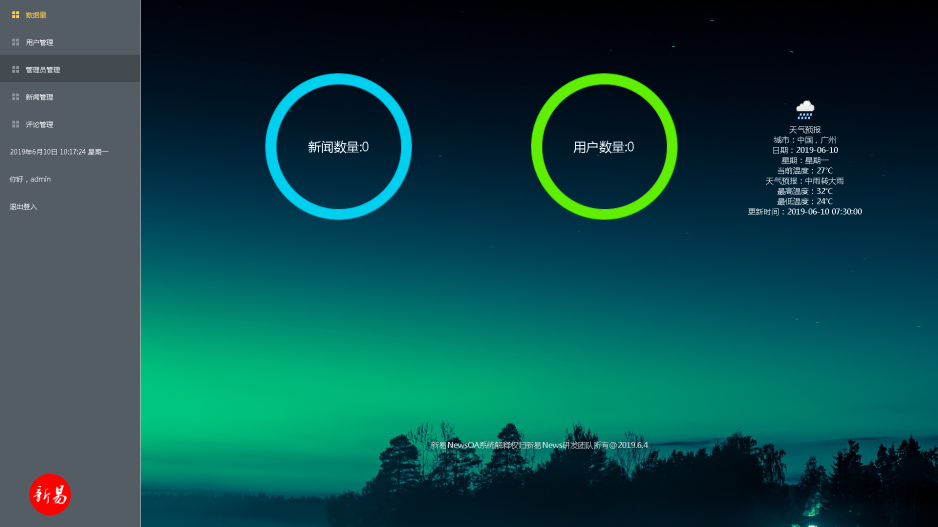 数据量
用户管理
管理员管理
新闻管理
评论管理
2019年6月10日 10:17:24 星期一
你好，admin
退出登入
新易
新闻数量:0
用户数量:0
天气预报
城市：中国，广州
日期：2019-06-10
星期：星期一
当前温度：27℃
天气预报：中雨转大雨
最高温度：32℃
最低温度：24℃
更新时间：2019-06-10 07:30:00
新易NewsOA系统解释权归新易News研发团队所有@2019.6.4